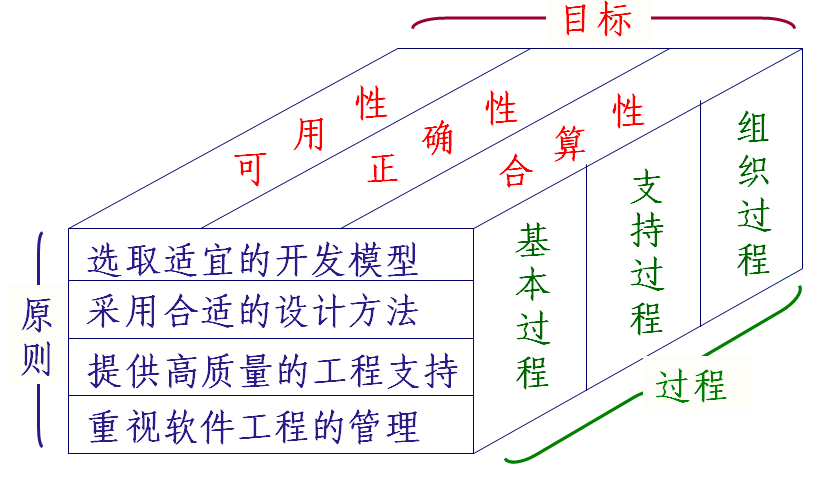 目标
可用性
正确性
合算性
原则
选取适宜的开发模型
采用合适的设计方法
提供高质量的工程支持
重视软件工程的管理
基本过程
支持过程
组织过程
过程